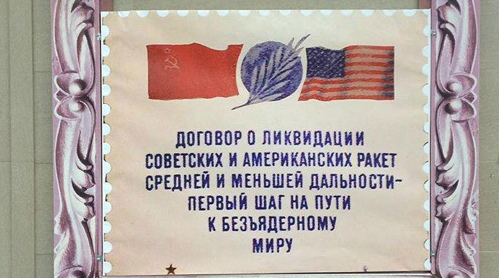 ДОГОВОР О ЛИКВИДАЦИИ
СОВЕТСКИХ И АМЕРИКАНСКИХ РАКЕТ
СРЕДНЕЙ И МЕНЬШЕЙ ДАЛЬНОСТИ-
ПЕРВЫЙ ШАГ НА ПУТИ
К БЕЗЪЯДЕРНОМУ
МИРУ